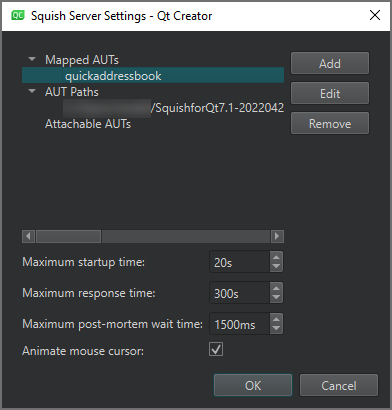 QC Squish Server Settings - Qt Creator
Mapped AUTs
Add
quickaddressbook
AUT Paths
Edit
/SquishforQt7.1-2022042
Attachable AUTs
Remove
Maximum startup time:
20s
Maximum response time:
300s
Maximum post-mortem wait time:
1500ms
Animate mouse cursor:
OK
Cancel